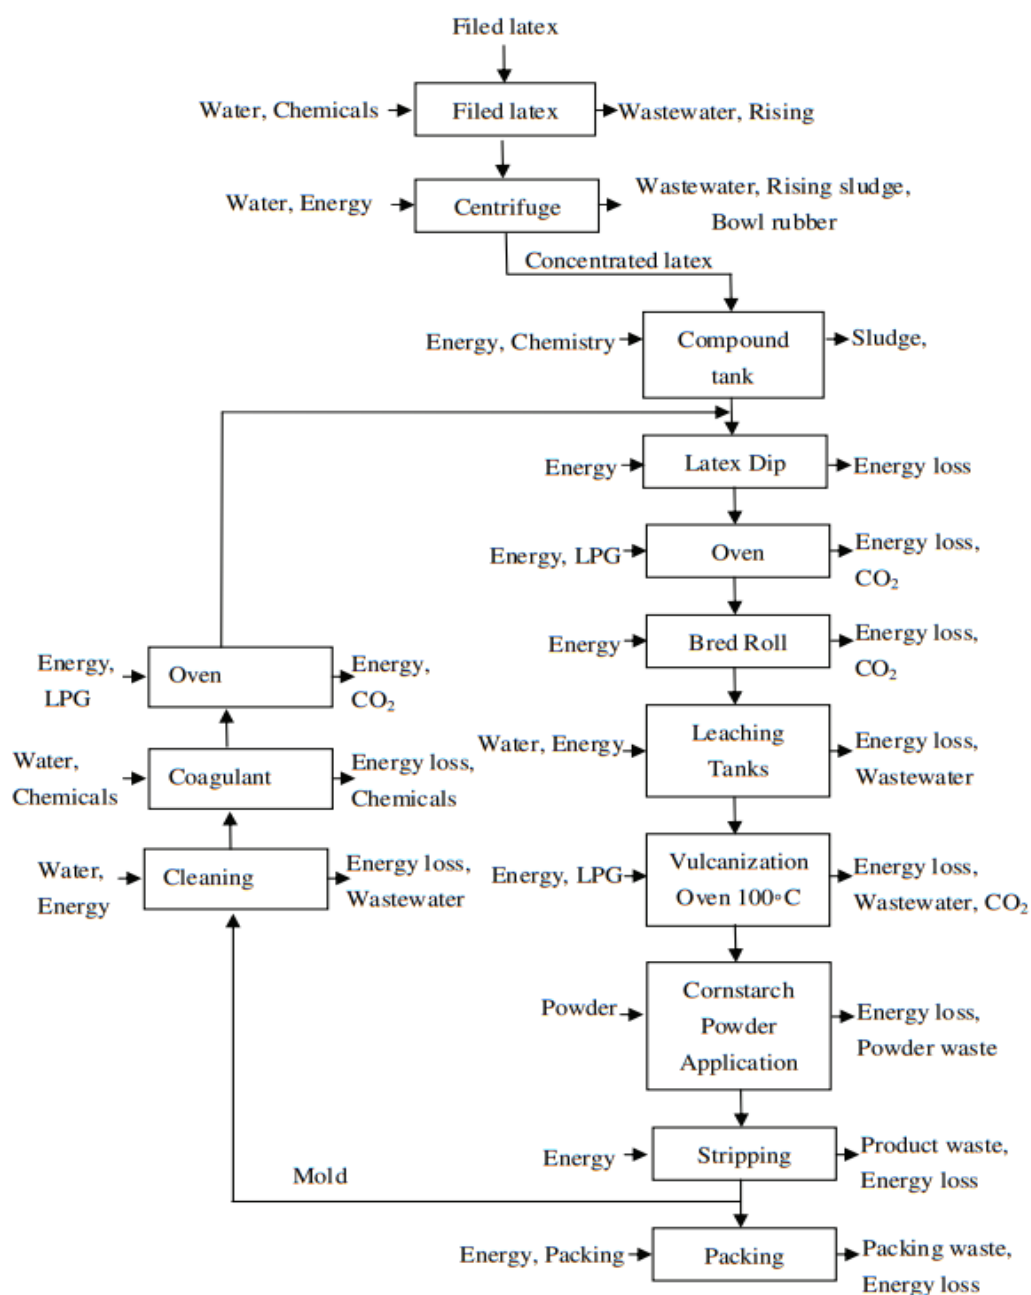 Filed latex
Water, Chemicals
Filed latex
Wastewater, Rising
Water, Energy
Centrifuge
Wastewater, Rising sludge,
Bowl rubber
Concentrated latex
Energy, Chemistry
Compound
tank
Sludge,
Energy
Latex Dip
Energy loss
Energy, LPG
Oven
Energy loss,
CO₂
Energy
Bred Roll
Energy loss,
CO₂
Energy,
LPG
Oven
Energy,
CO₂
Water, Energy
Leaching
Tanks
Energy loss,
Wastewater
Water,
Chemicals
Coagulant
Energy loss,
Chemicals
Energy, LPG
Vulcanization
Oven 100◦C
Energy loss,
Wastewater, CO₂
Water,
Energy
Cleaning
Energy loss,
Wastewater
Powder
Cornstarch
Powder
Application
Energy loss,
Powder waste
Energy
Stripping
Product waste,
Energy loss
Mold
Energy, Packing
Packing
Packing waste,
Energy loss